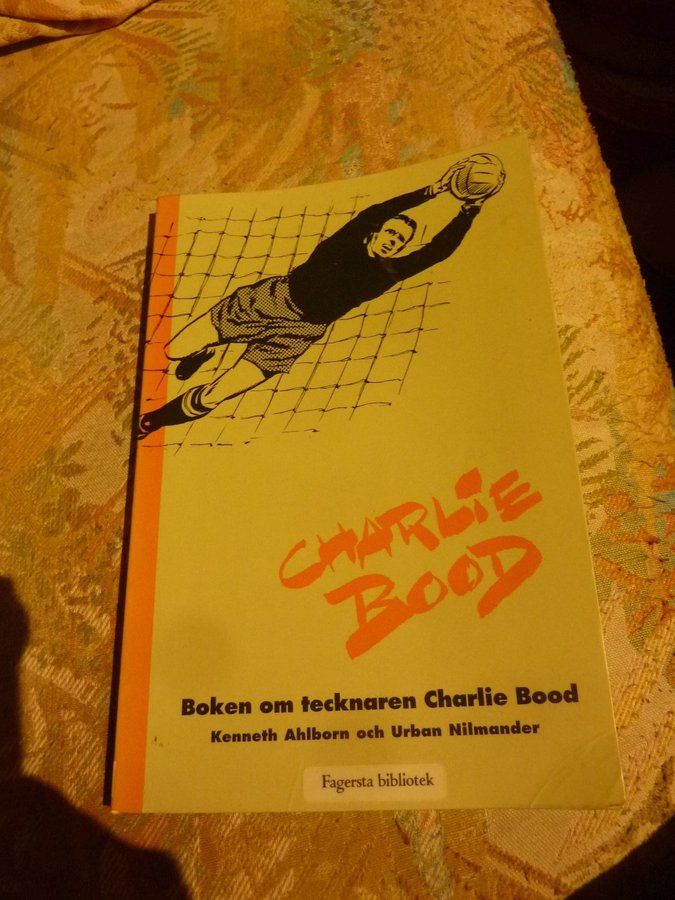 CHARLIE
BOOD
Boken om tecknaren Charlie Bood
Kenneth Ahlborn och Urban Nilmander
Fagersta bibliotek